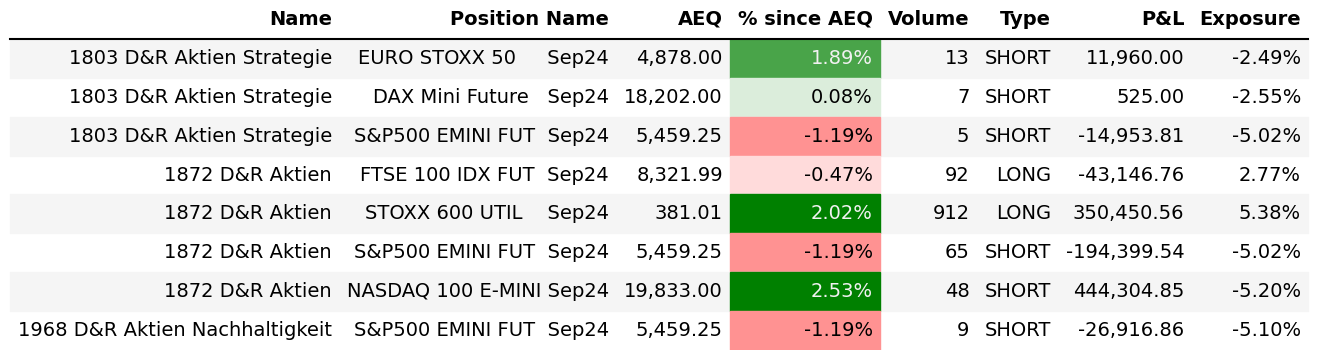 Name Position Name AEQ % since AEQ Volume Type P&L Exposure
1803 D&R Aktien Strategie EURO STOXX 50 Sep24 4,878.00 1.89% 13 SHORT 11,960.00 -2.49%
1803 D&R Aktien Strategie DAX Mini Future Sep24 18,202.00 0.08% 7 SHORT 525.00 -2.55%
1803 D&R Aktien Strategie S&P500 EMINI FUT Sep24 5,459.25 -1.19% 5 SHORT -14,953.81 -5.02%
1872 D&R Aktien FTSE 100 IDX FUT Sep24 8,321.99 -0.47% 92 LONG -43,146.76 2.77%
1872 D&R Aktien STOXX 600 UTIL Sep24 381.01 2.02% 912 LONG 350,450.56 5.38%
1872 D&R Aktien S&P500 EMINI FUT Sep24 5,459.25 -1.19% 65 SHORT -194,399.54 -5.02%
1872 D&R Aktien NASDAQ 100 E-MINI Sep24 19,833.00 2.53% 48 SHORT 444,304.85 -5.20%
1968 D&R Aktien Nachhaltigkeit S&P500 EMINI FUT Sep24 5,459.25 -1.19% 9 SHORT -26,916.86 -5.10%